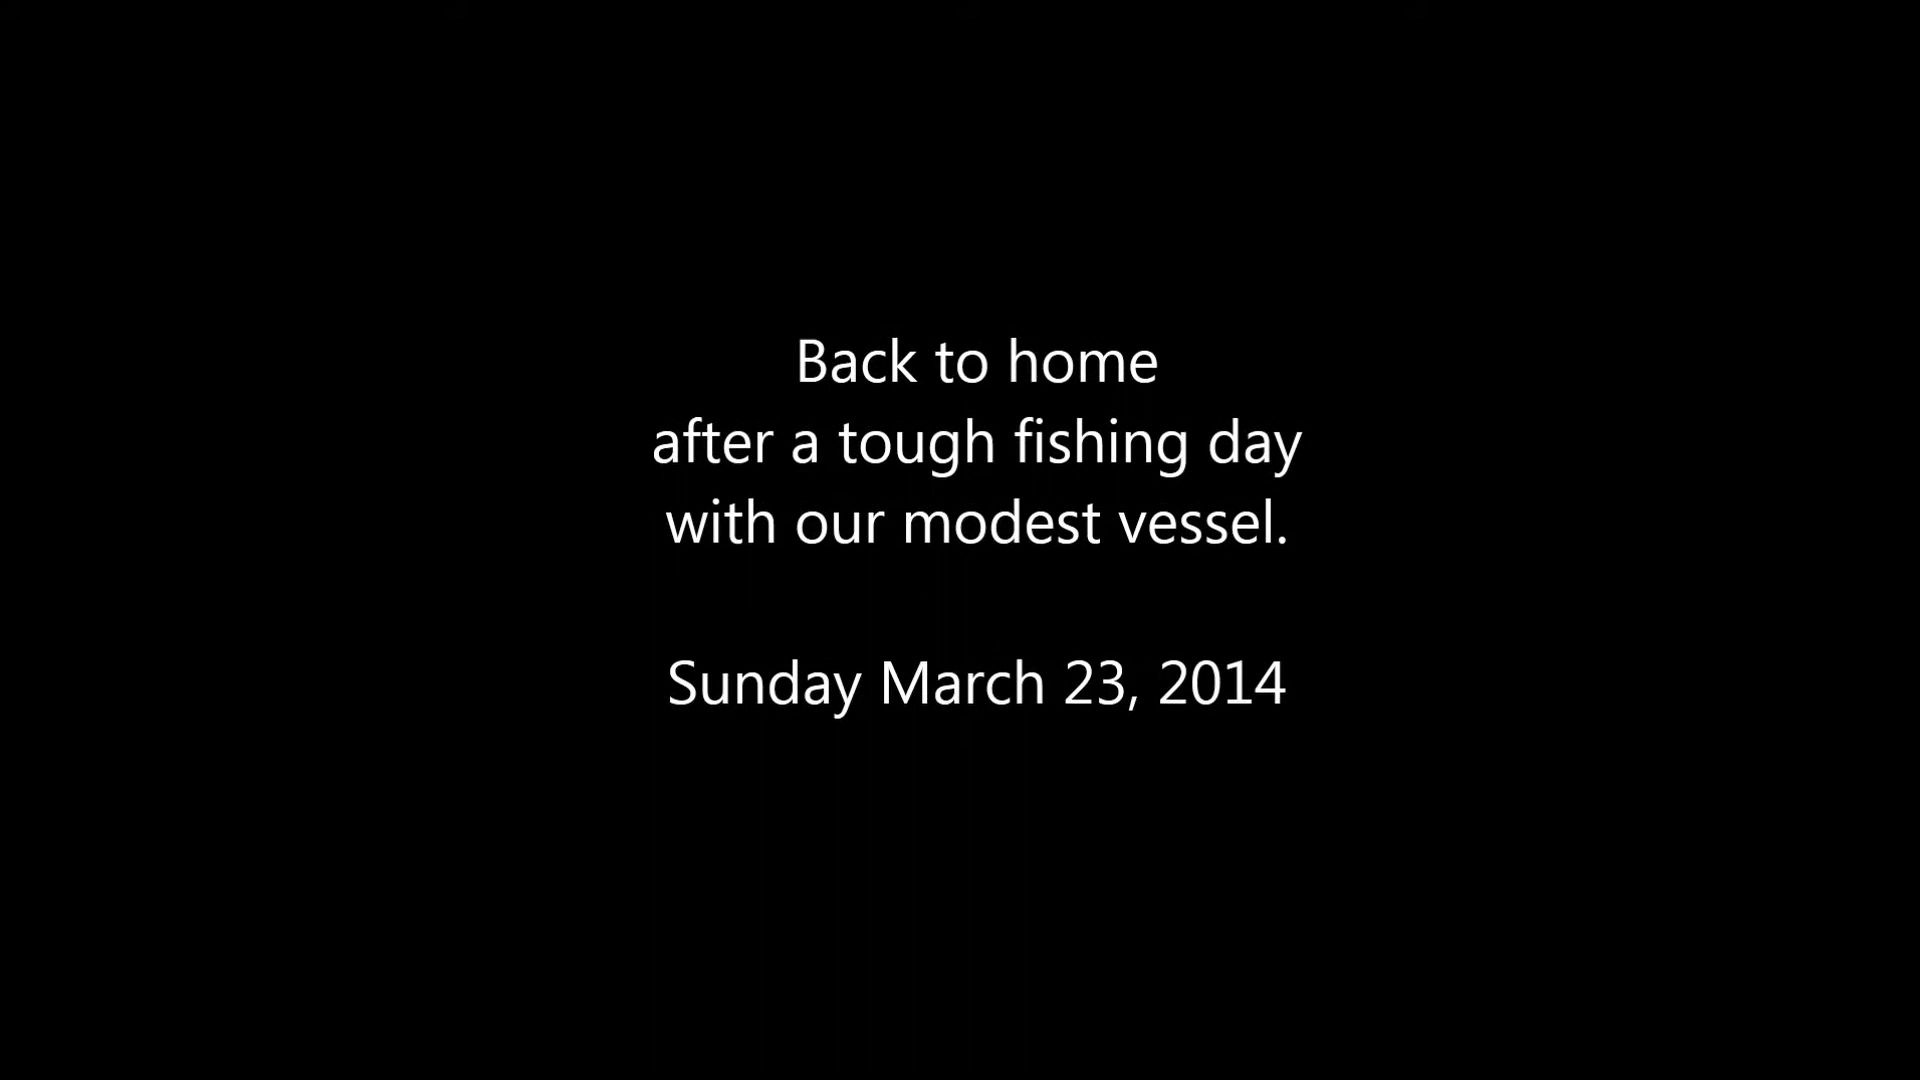 Back to home
after a tough fishing day
with our modest vessel.
Sunday March 23, 2014